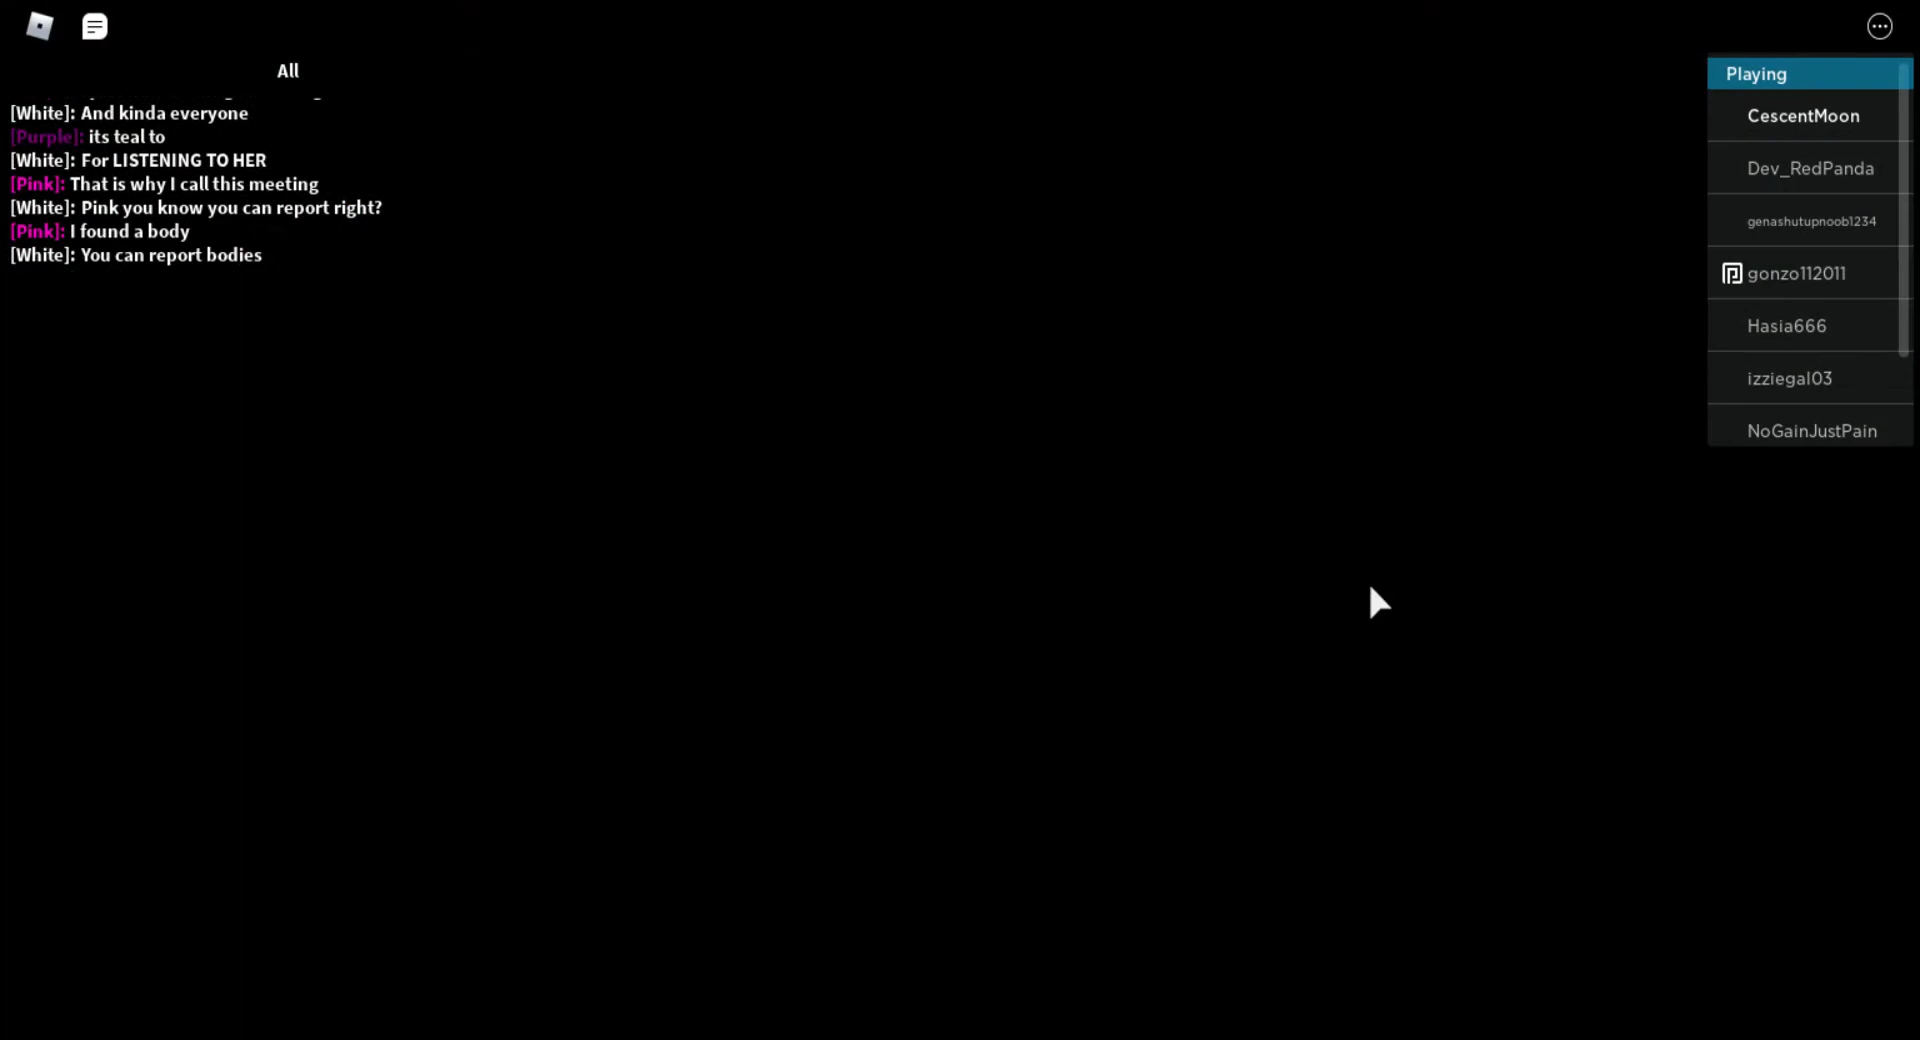 All
[White]: And kinda everyone
[Purple]: its teal to
[White]: For LISTENING TO HER
[Pink]: That is why I call this meeting
[White]: Pink you know you can report right?
[Pink]: I found a body
[White]: You can report bodies
Playing
CescentMoon
Dev_RedPanda
genashutupnoob1234
gonzo112011
Hasia666
izziegal03
NoGainJustPain